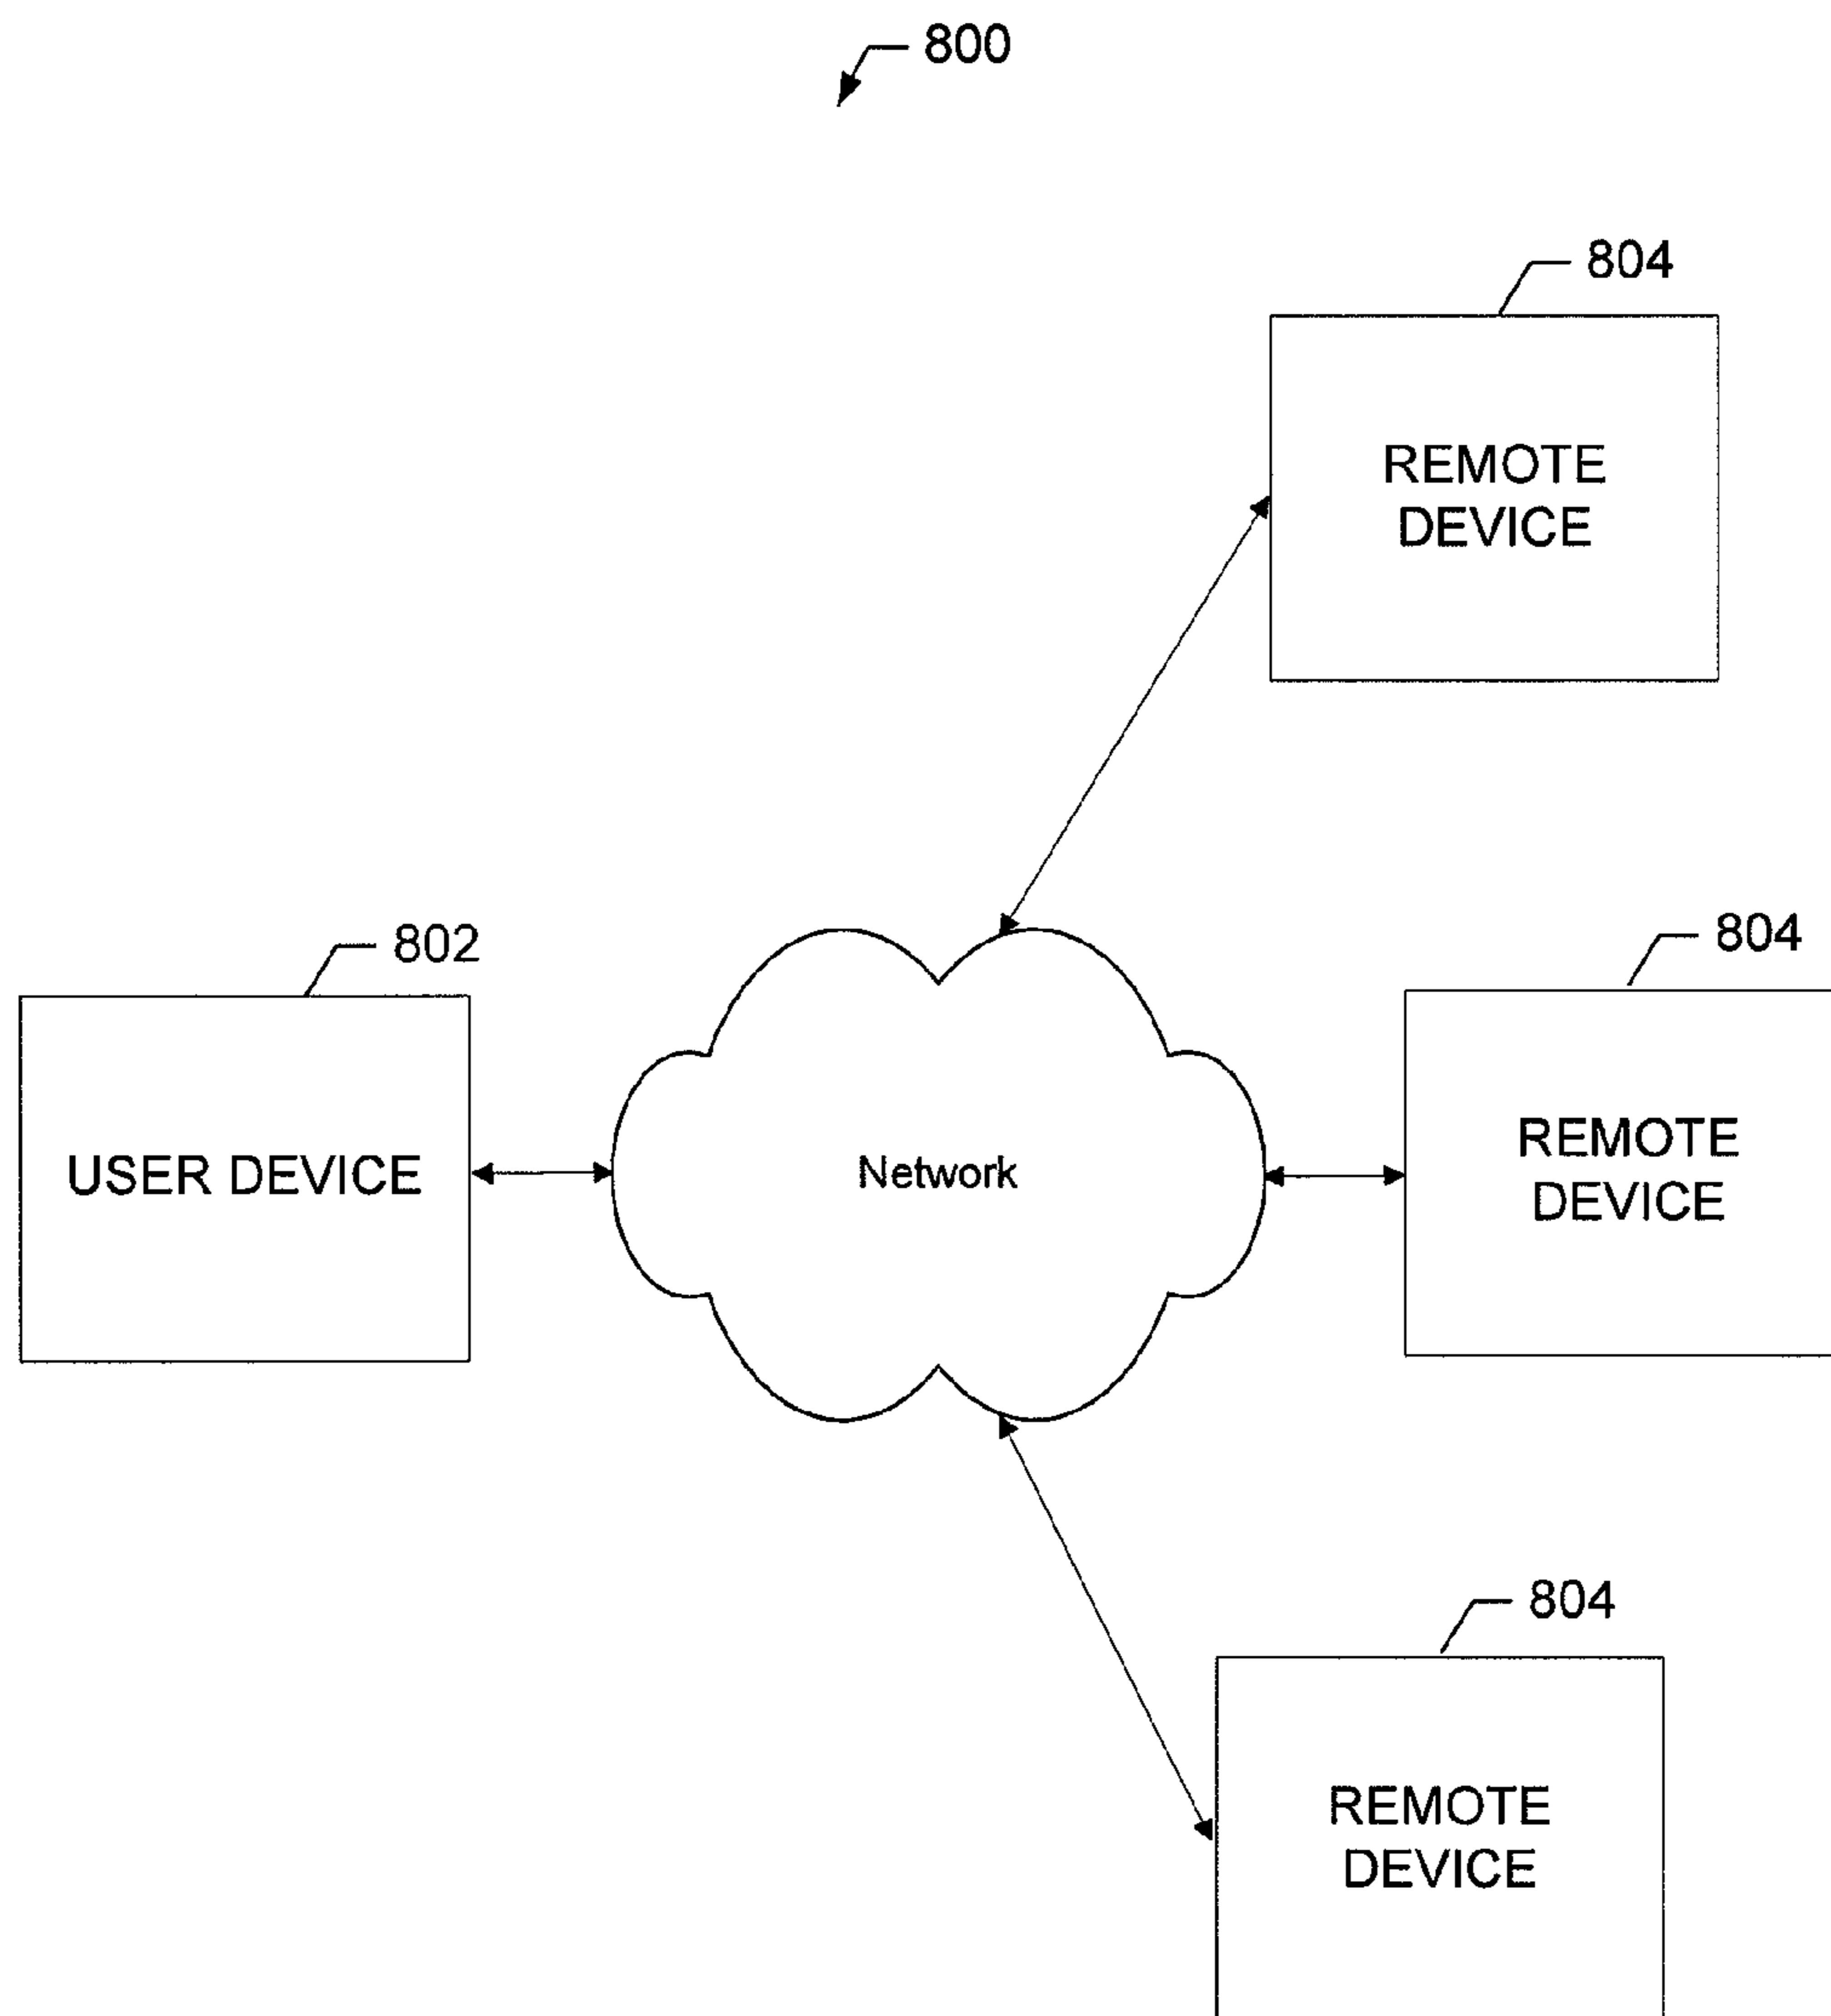 800
804
REMOTE
DEVICE
802
804
USER DEVICE
Network
REMOTE
DEVICE
804
REMOTE
DEVICE